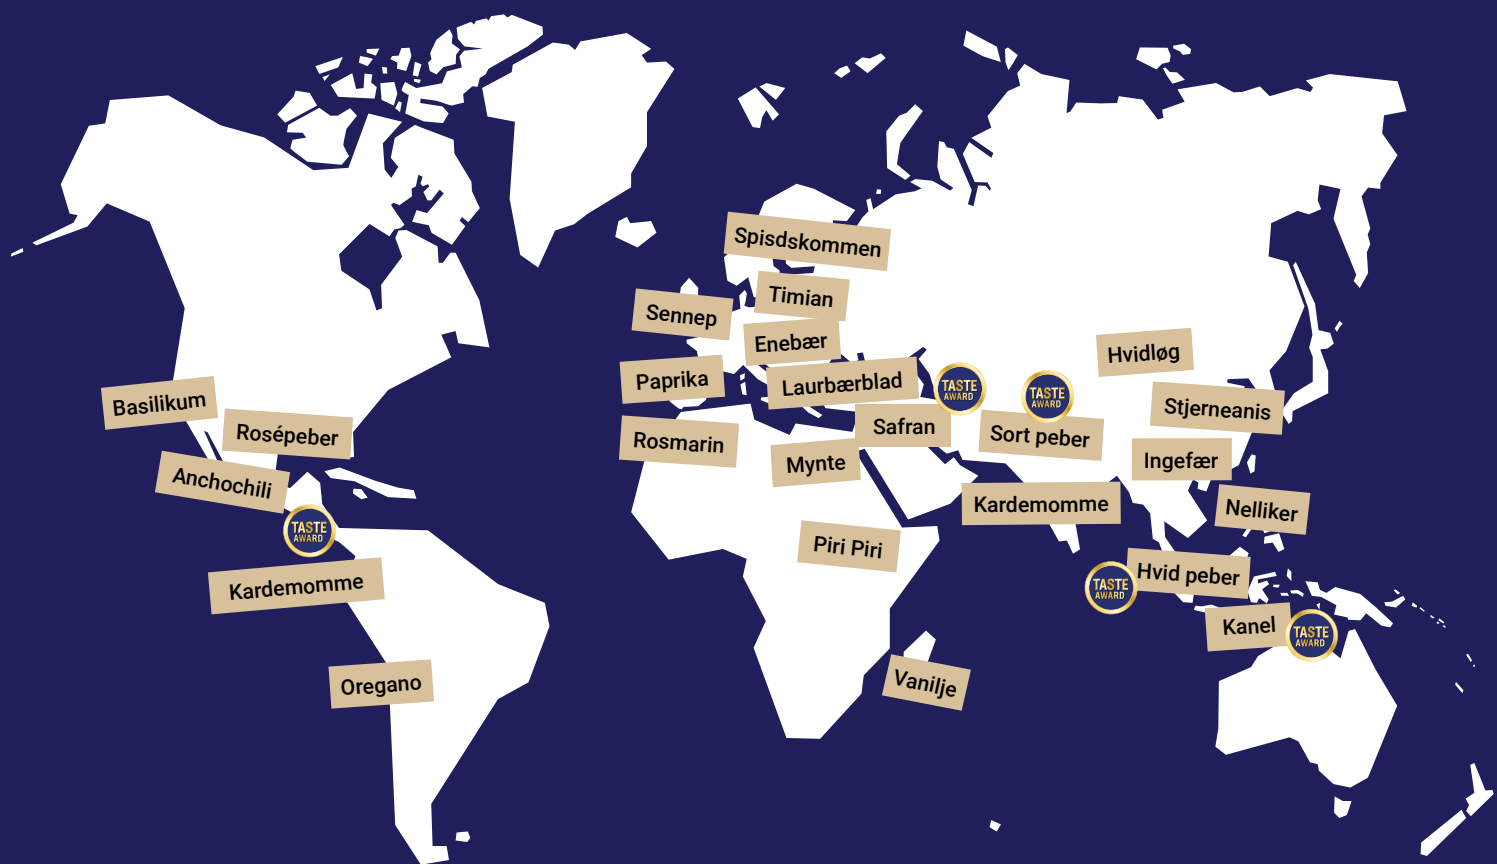 Spisdskommen
Timian
Sennep
Enebær
Hvidløg
Paprika
Laurbærblad
TASTE
AWARD
TASTE
AWARD
Basilikum
Stjerneanis
Rosépeber
Safran
Sort peber
Rosmarin
Mynte
Ingefær
Anchochili
Kardemomme
Nelliker
TASTE
AWARD
Piri Piri
Kardemomme
TASTE
AWARD
Hvid peber
Kanel
TASTE
AWARD
Oregano
Vanilje